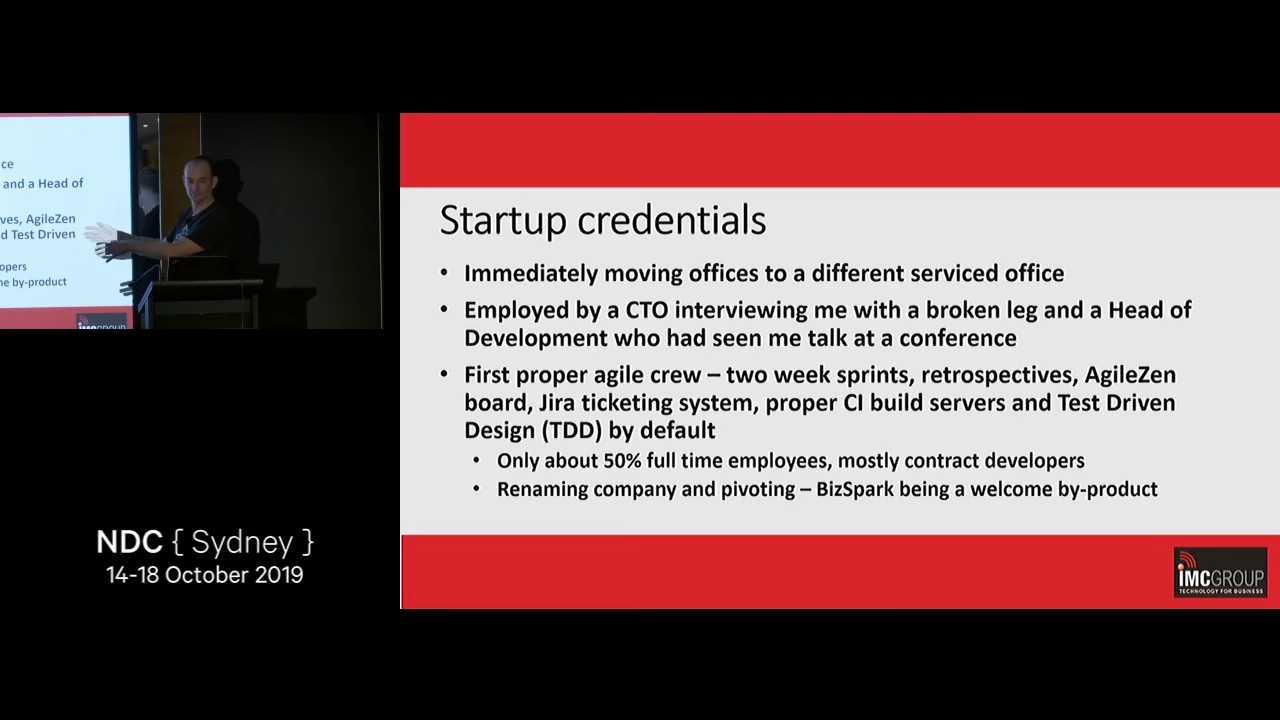 ce
and a Head of
ves, AgileZen
d Test Driven
opers
ne by-product
iMCGROUP
NDC { Sydney }
14-18 October 2019
Startup credentials
• Immediately moving offices to a different serviced office
• Employed by a CTO interviewing me with a broken leg and a Head of
Development who had seen me talk at a conference
• First proper agile crew – two week sprints, retrospectives, AgileZen
board, Jira ticketing system, proper CI build servers and Test Driven
Design (TDD) by default
• Only about 50% full time employees, mostly contract developers
• Renaming company and pivoting – BizSpark being a welcome by-product
iMCGROUP
TECHNOLOGY FOR BUSINESS